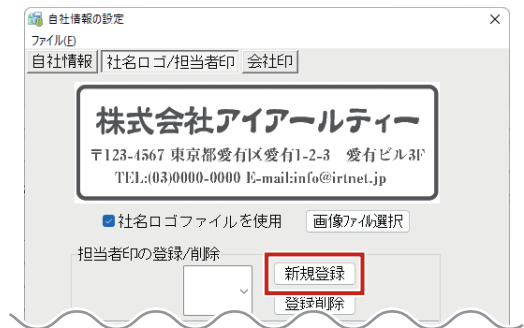 自社情報の設定
ファイル(F)
自社情報 社名ロゴ/担当者印 会社印
株式会社アイアールティー
〒123-4567 東京都愛有区愛有1-2-3 愛有ビル3F
TEL:(03)0000-0000 E-mail:info@irtnet.jp
社名ロゴファイルを使用 画像ファイル選択
担当者印の登録/削除
新規登録
登録削除